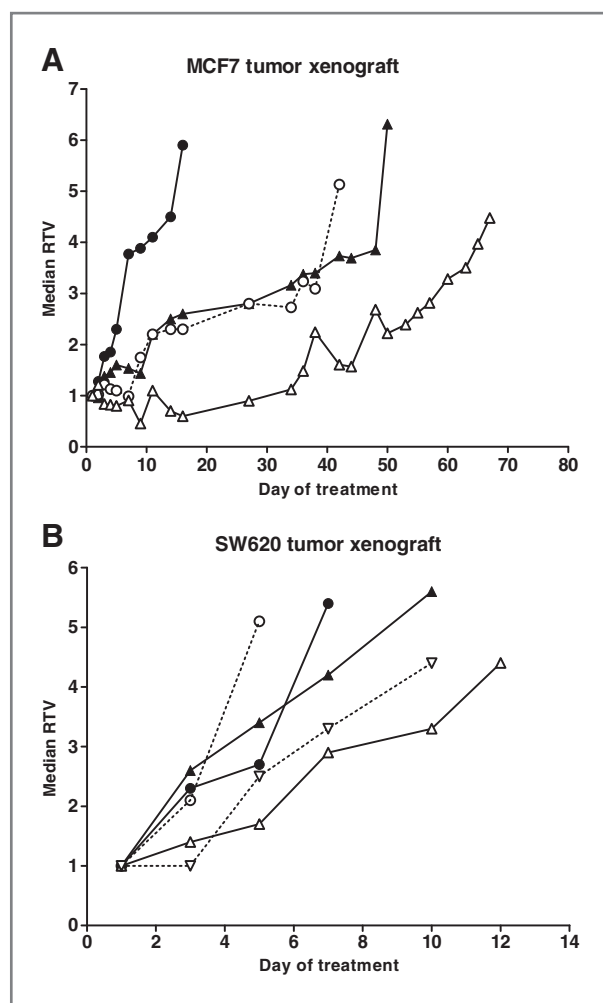 A
MCF7 tumor xenograft
7
6
5
4
3
2
1
0
Median RTV
0 10 20 30 40 50 60 70 80
Day of treatment
B
SW620 tumor xenograft
6
5
4
3
2
1
0
Median RTV
0 2 4 6 8 10 12 14
Day of treatment